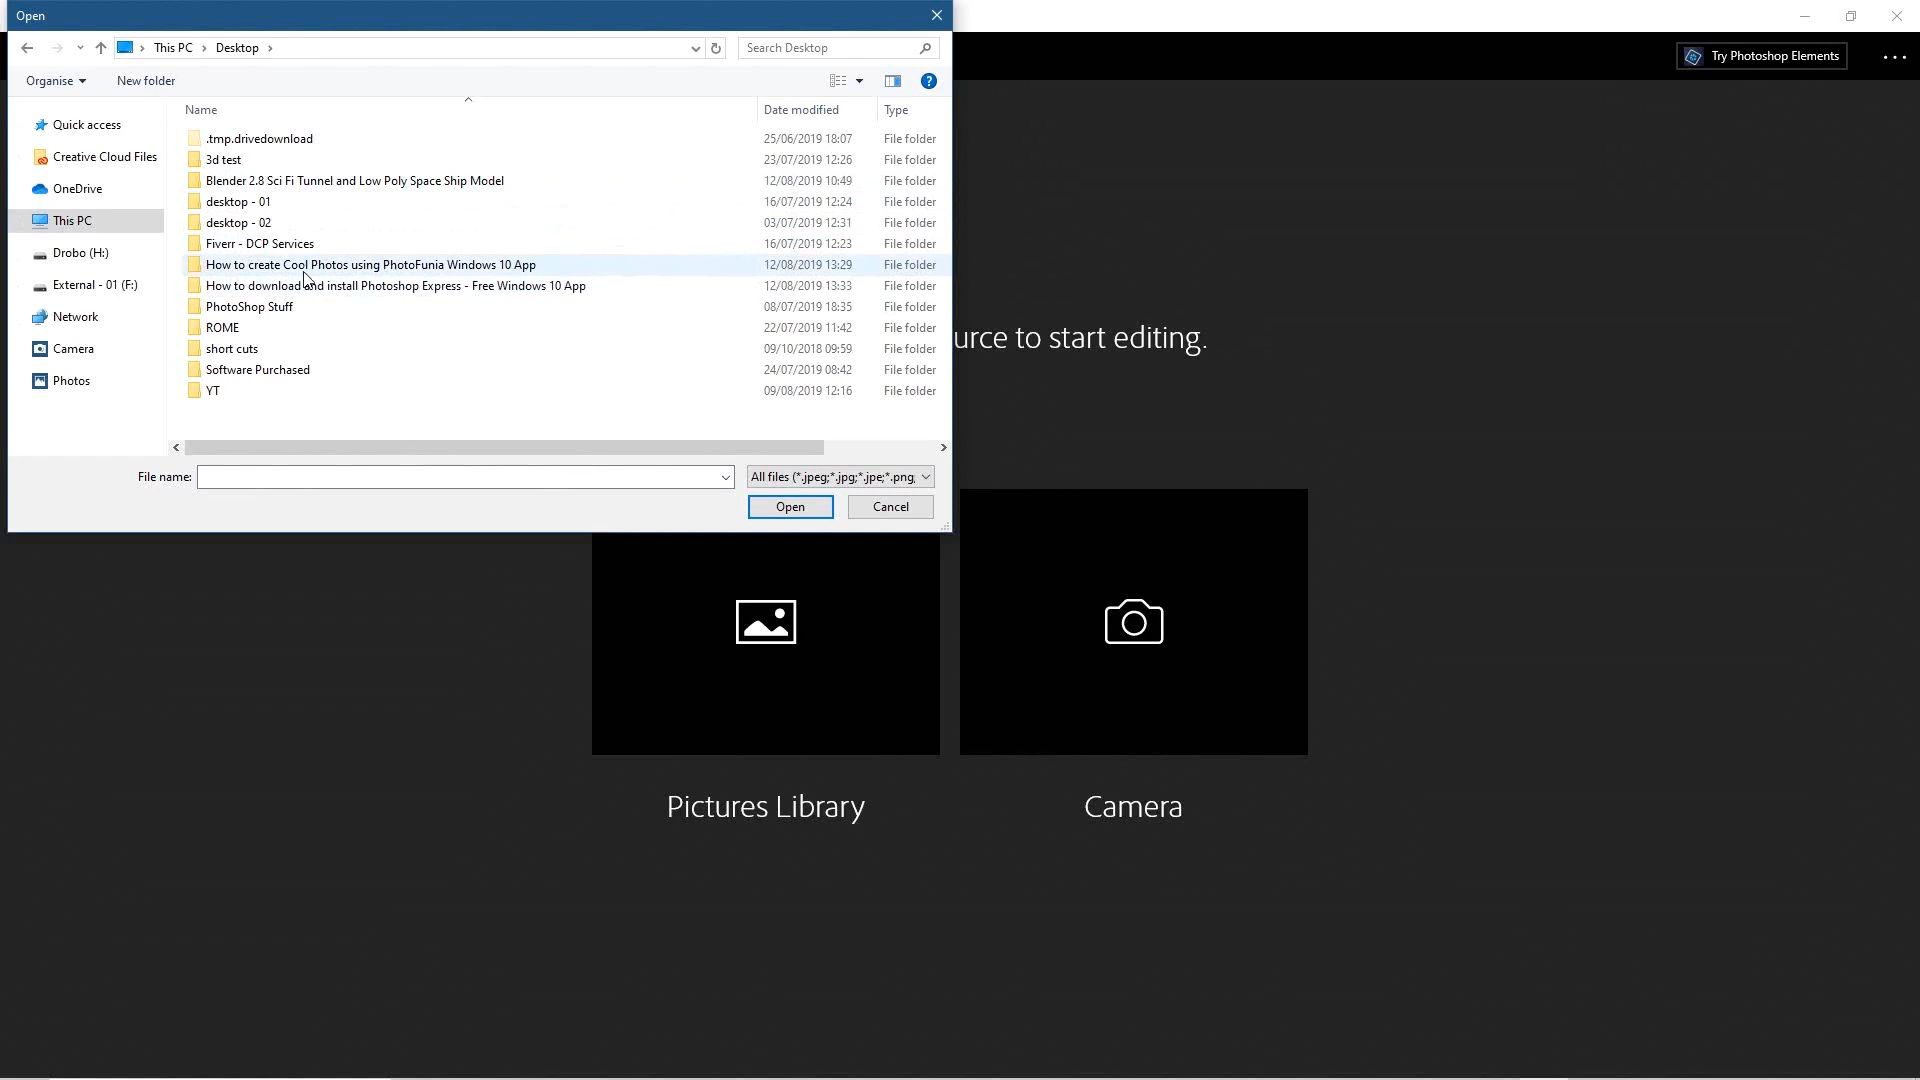 Open
This PC
Desktop
Search Desktop
Try Photoshop Elements
Organise
New folder
Name
Date modified
Type
Quick access
Creative Cloud Files
OneDrive
This PC
Drobo (H:)
External - 01 (F:)
Network
Camera
Photos
.tmp.drivedownload 25/06/2019 18:07 File folder
3d test 23/07/2019 12:26 File folder
Blender 2.8 Sci Fi Tunnel and Low Poly Space Ship Model 12/08/2019 10:49 File folder
desktop - 01 16/07/2019 12:24 File folder
desktop - 02 03/07/2019 12:31 File folder
Fiverr - DCP Services 16/07/2019 12:23 File folder
How to create Cool Photos using PhotoFunia Windows 10 App 12/08/2019 13:29 File folder
How to download and install Photoshop Express - Free Windows 10 App 12/08/2019 13:33 File folder
PhotoShop Stuff 08/07/2019 18:35 File folder
ROME 22/07/2019 11:42 File folder
short cuts 09/10/2018 09:59 File folder
Software Purchased 24/07/2019 08:42 File folder
YT 09/08/2019 12:16 File folder
File name:
All files (*.jpeg;*.jpg;*.jpe;*.png;
Open
Cancel
urce to start editing.
Pictures Library
Camera